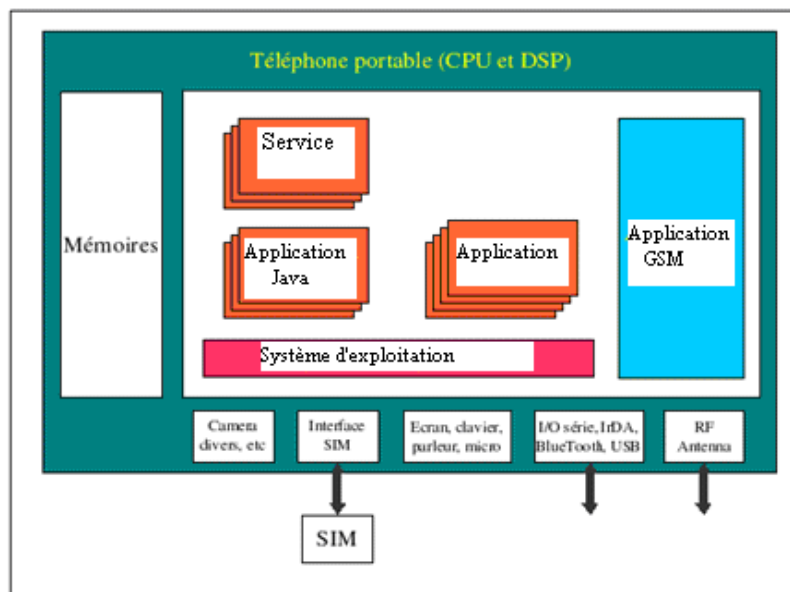 Téléphone portable (CPU et DSP)
Mémoires
Service
Application
Java
Application
Application
GSM
Système d'exploitation
Camera
divers, etc
Interface
SIM
Ecran, clavier,
parleur, micro
I/O série, IrDA,
BlueTooth, USB
RF
Antenna
SIM